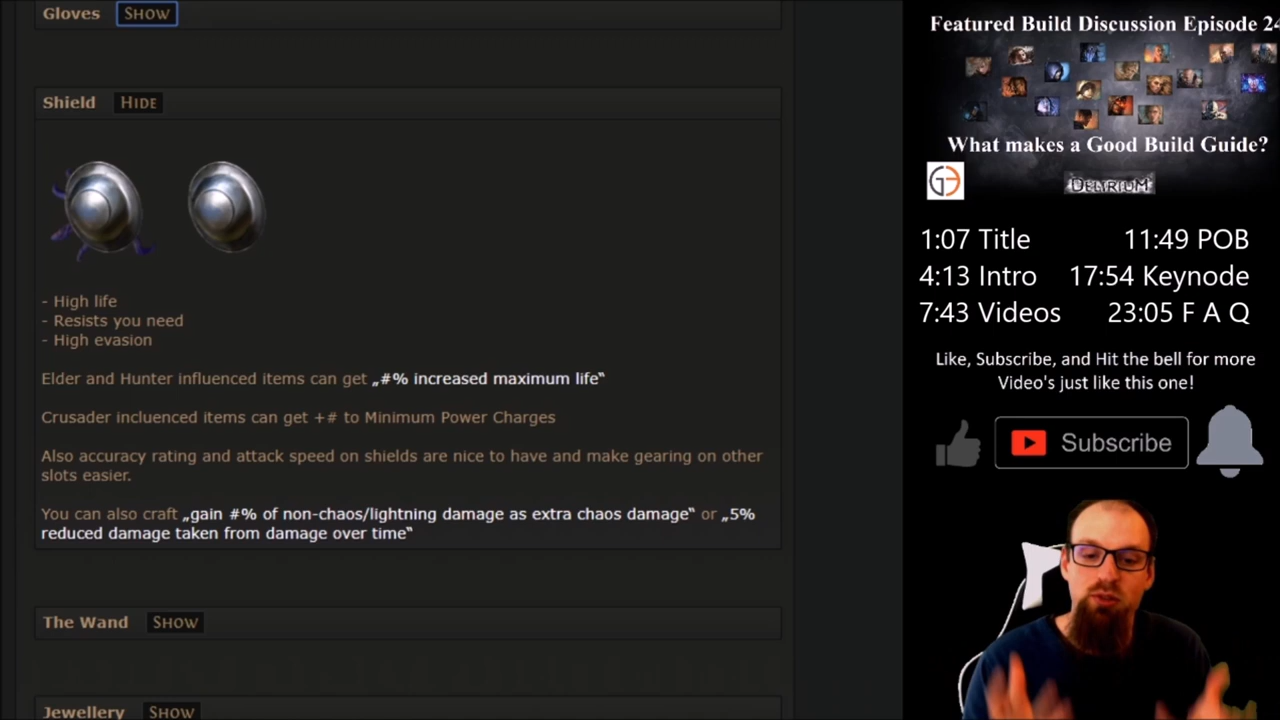 Gloves SHOW
Shield HIDE
- High life
- Resists you need
- High evasion
Elder and Hunter influenced items can get „#% increased maximum life‟
Crusader incluenced items can get +# to Minimum Power Charges
Also accuracy rating and attack speed on shields are nice to have and make gearing on other
slots easier.
You can also craft „gain #% of non-chaos/lightning damage as extra chaos damage‟ or „5%
reduced damage taken from damage over time‟
The Wand SHOW
Jewellery SHOW
Featured Build Discussion Episode 24
What makes a Good Build Guide?
DELIRIUM
1:07 Title 11:49 POB
4:13 Intro 17:54 Keynode
7:43 Videos 23:05 F A Q
Like, Subscribe, and Hit the bell for more
Video's just like this one!
Subscribe